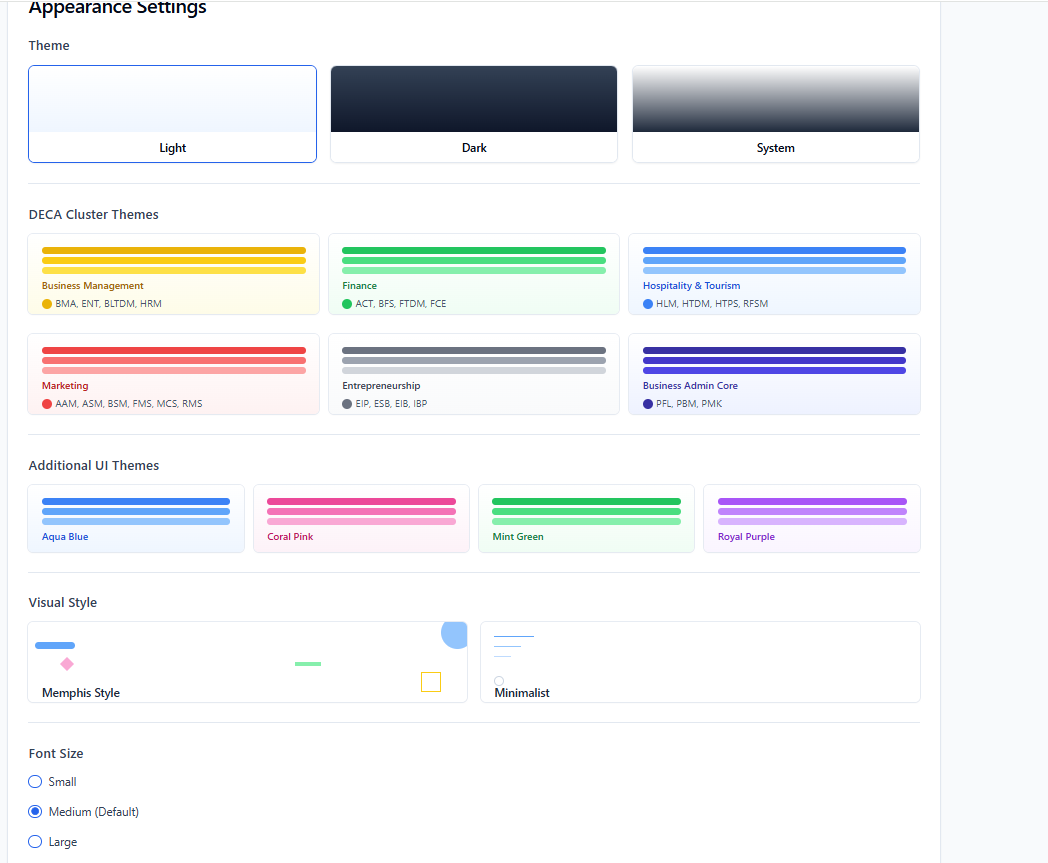 Appearance Settings
Theme
Light
Dark
System
DECA Cluster Themes
Business Management
BMA, ENT, BLTDM, HRM
Finance
ACT, BFS, FTDM, FCE
Hospitality & Tourism
HLM, HTDM, HTPS, RFSM
Marketing
AAM, ASM, BSM, FMS, MCS, RMS
Entrepreneurship
EIP, ESB, EIB, IBP
Business Admin Core
PFL, PBM, PMK
Additional UI Themes
Aqua Blue
Coral Pink
Mint Green
Royal Purple
Visual Style
Memphis Style
Minimalist
Font Size
Small
Medium (Default)
Large